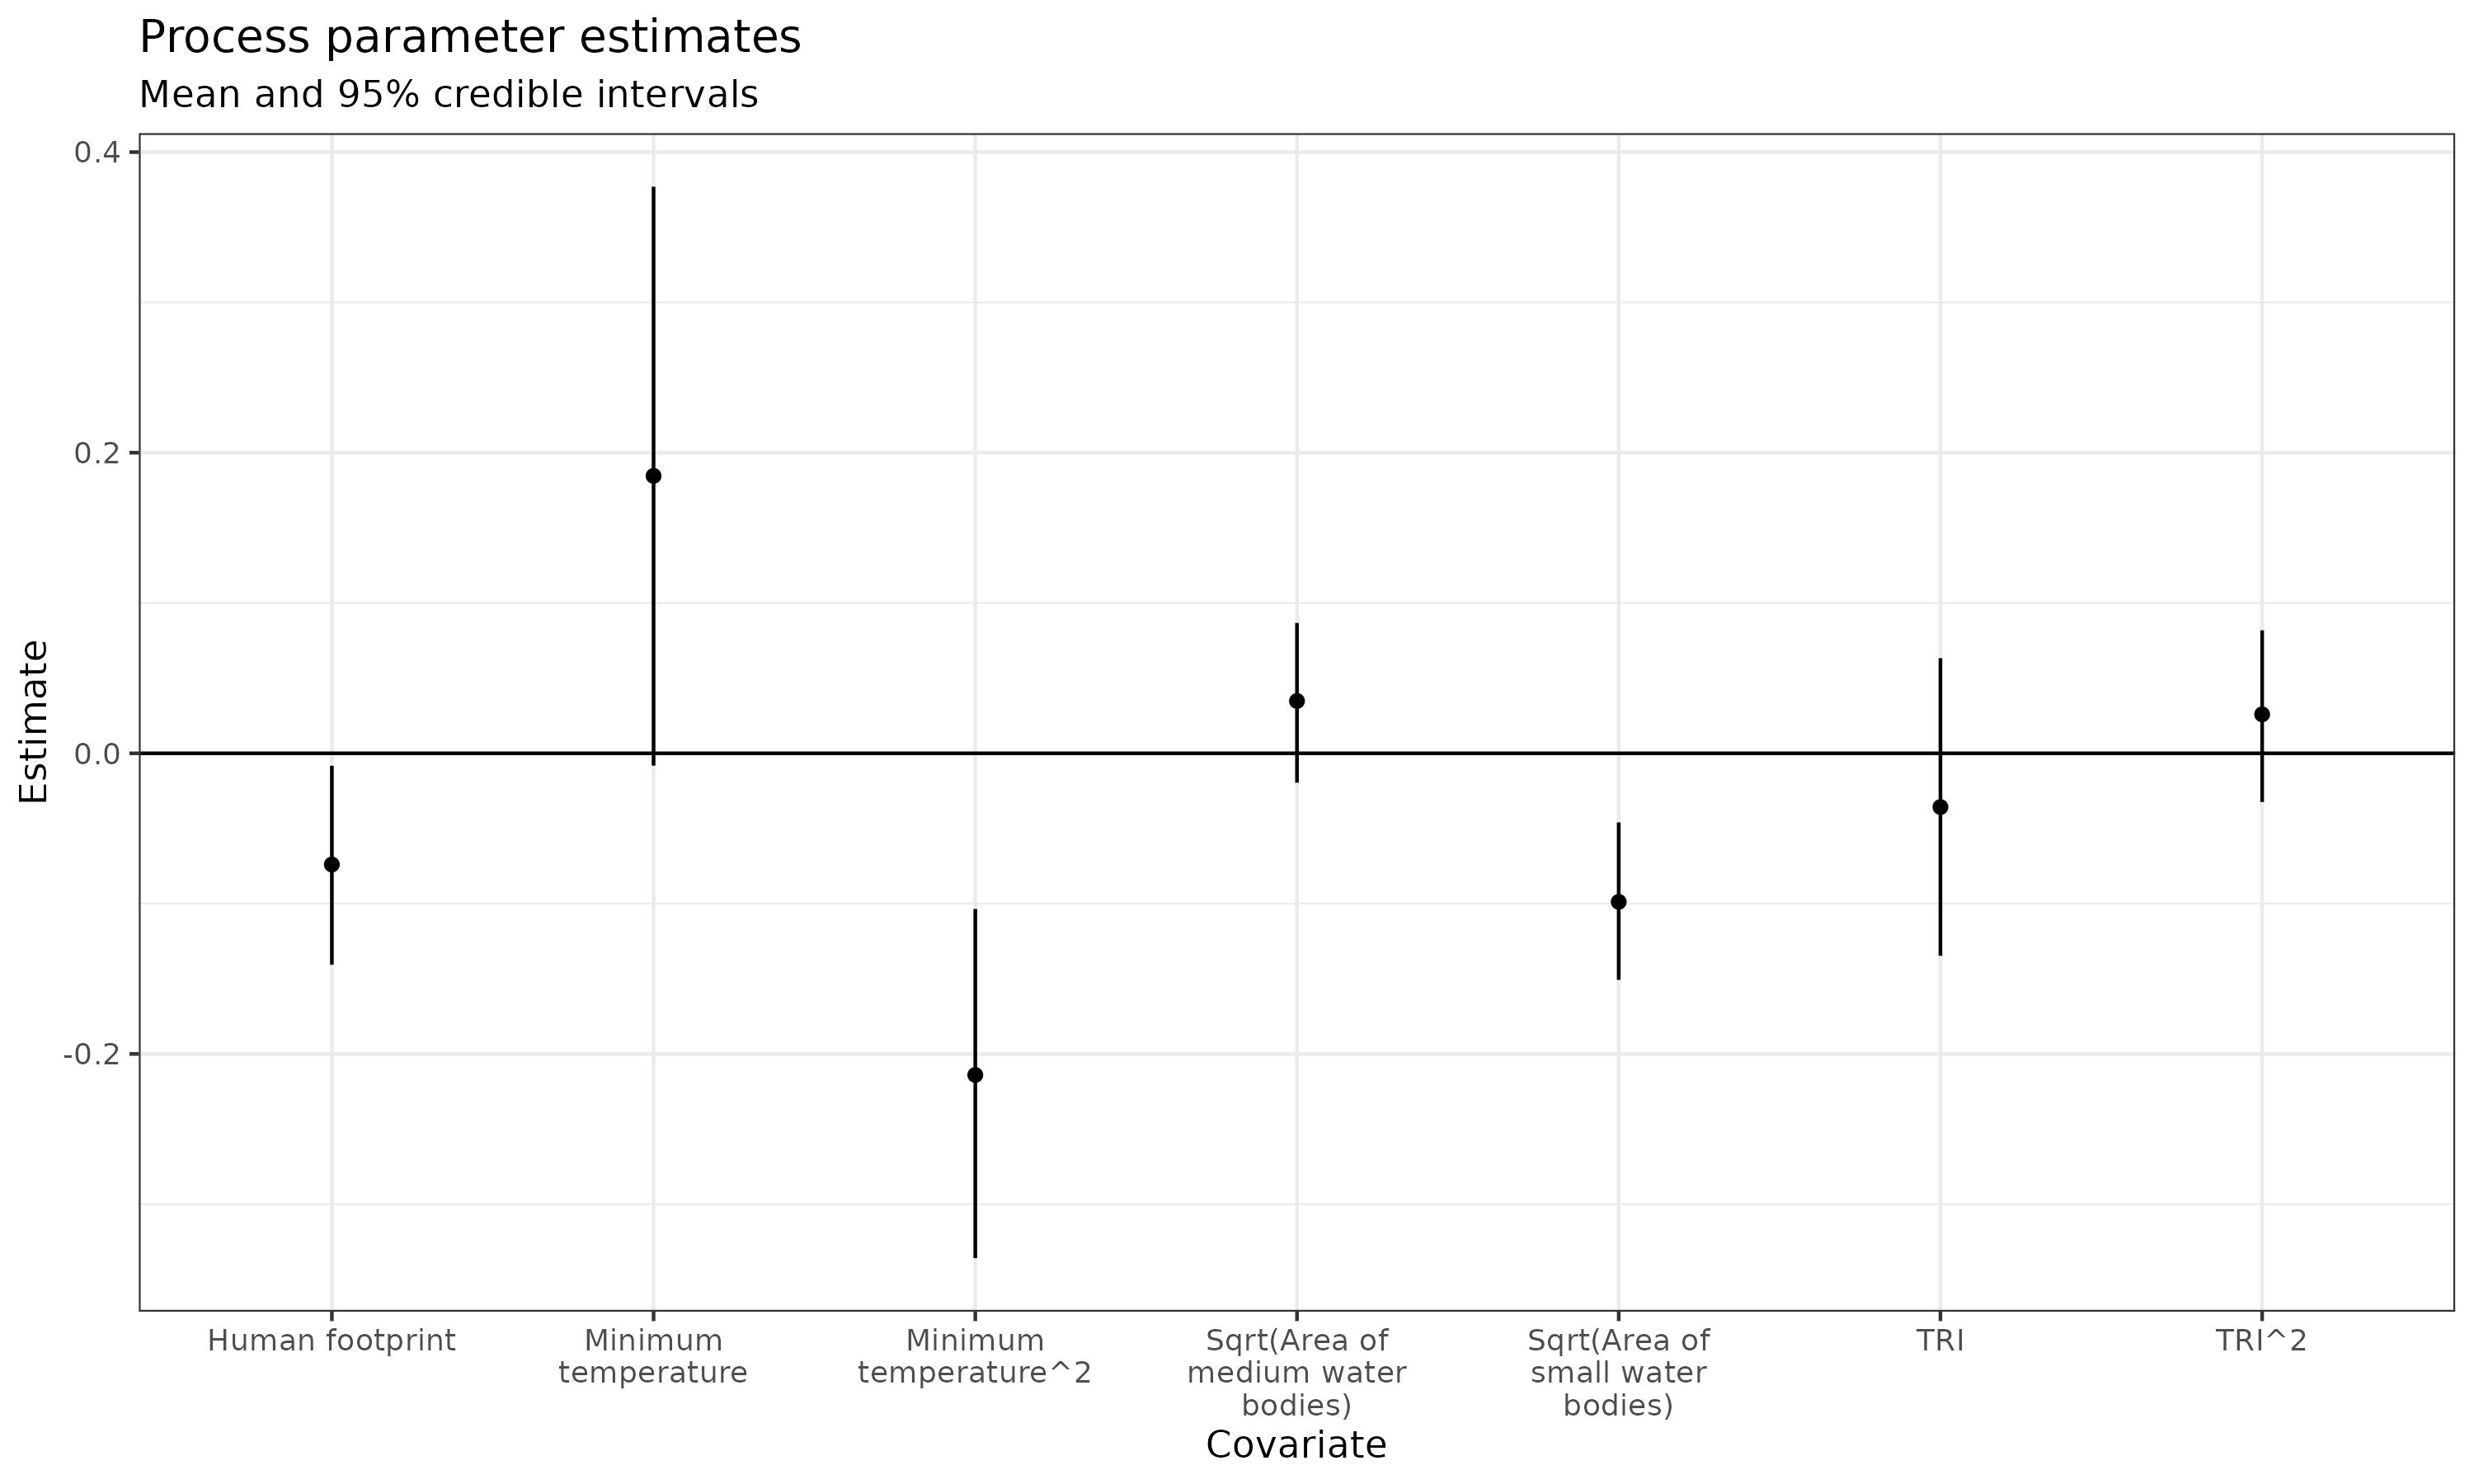 Process parameter estimates
Mean and 95% credible intervals
0.4
0.2
0.0
-0.2
Estimate
Human footprint
Minimum
temperature
Minimum
temperature^2
Sqrt(Area of
medium water
bodies)
Sqrt(Area of
small water
bodies)
TRI
TRI^2
Covariate